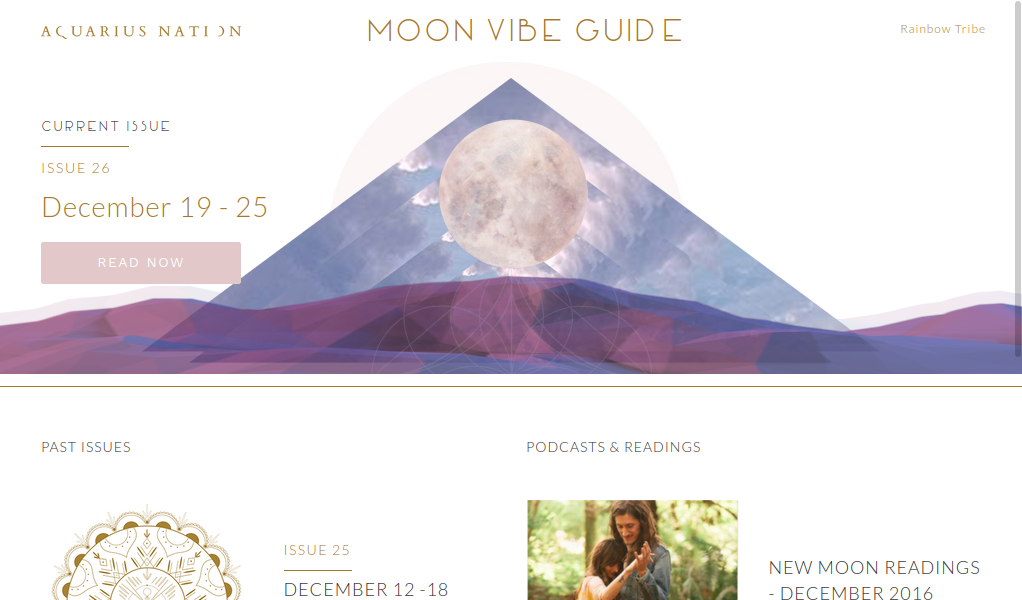 AQUARIUS NATION
MOON VIBE GUIDE
Rainbow Tribe
CURRENT ISSUE
ISSUE 26
December 19 - 25
READ NOW
PAST ISSUES
PODCASTS & READINGS
ISSUE 25
DECEMBER 12 -18
NEW MOON READINGS
- DECEMBER 2016